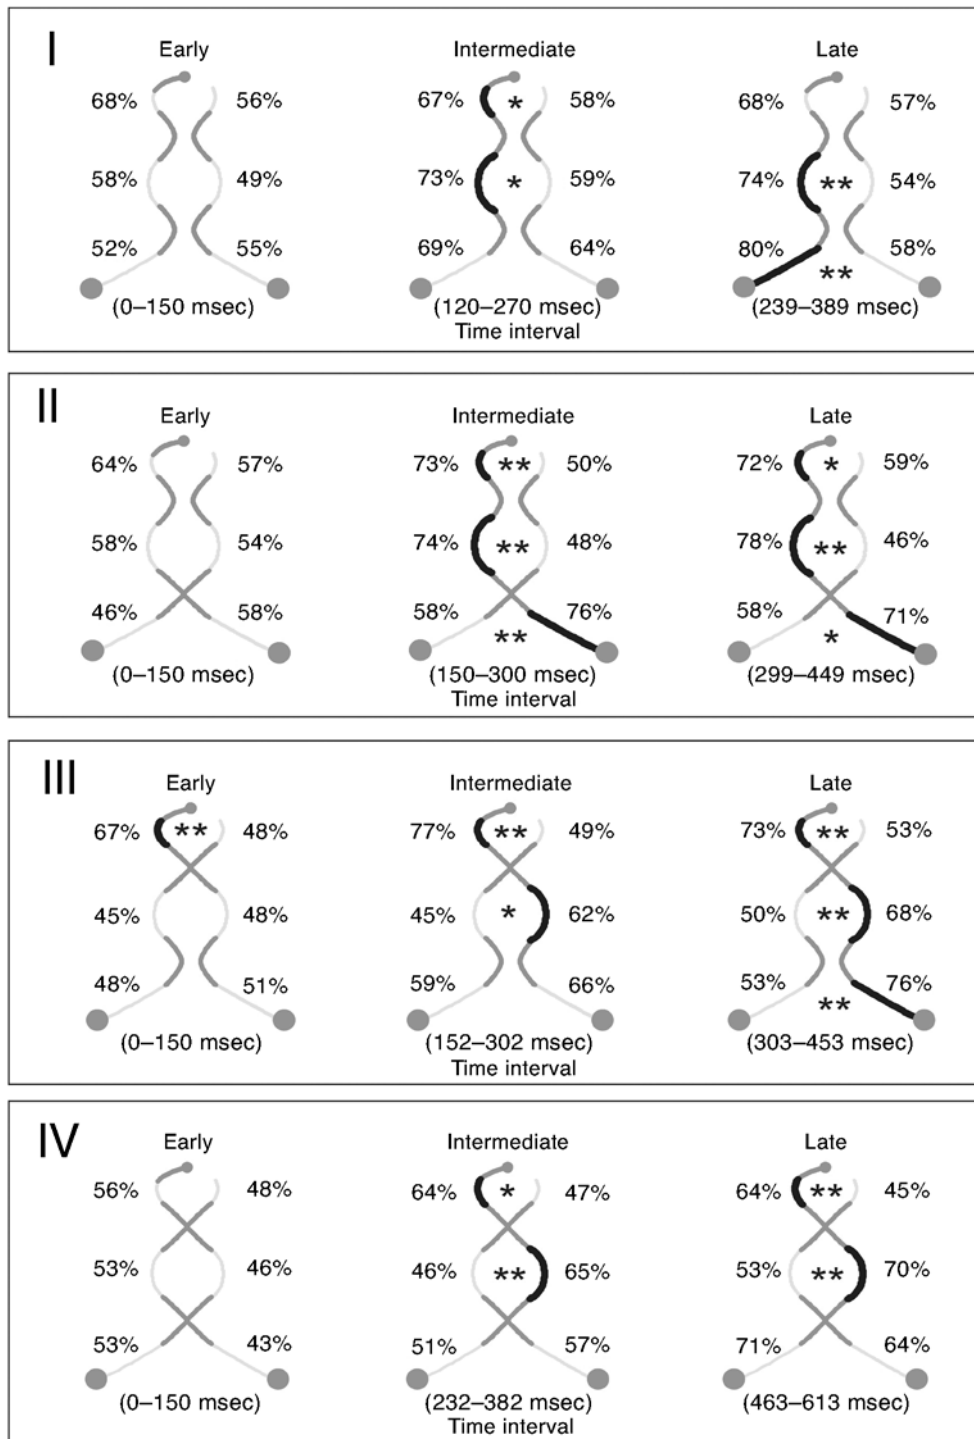 I
Early Intermediate Late
68% 56% 67% * 58% 68% 57%
58% 49% 73% * 59% 74% ** 54%
52% 55% 69% 64% 80% ** 58%
(0–150 msec) (120–270 msec) (239–389 msec)
Time interval
II
Early Intermediate Late
64% 57% 73% ** 50% 72% * 59%
58% 54% 74% ** 48% 78% ** 46%
46% 58% 58% ** 76% 58% * 71%
(0–150 msec) (150–300 msec) (299–449 msec)
Time interval
III
Early Intermediate Late
67% ** 48% 77% ** 49% 73% ** 53%
45% 48% 45% * 62% 50% ** 68%
48% 51% 59% 66% 53% ** 76%
(0–150 msec) (152–302 msec) (303–453 msec)
Time interval
IV
Early Intermediate Late
56% 48% 64% * 47% 64% ** 45%
53% 46% 46% ** 65% 53% ** 70%
53% 43% 51% 57% 71% 64%
(0–150 msec) (232–382 msec) (463–613 msec)
Time interval